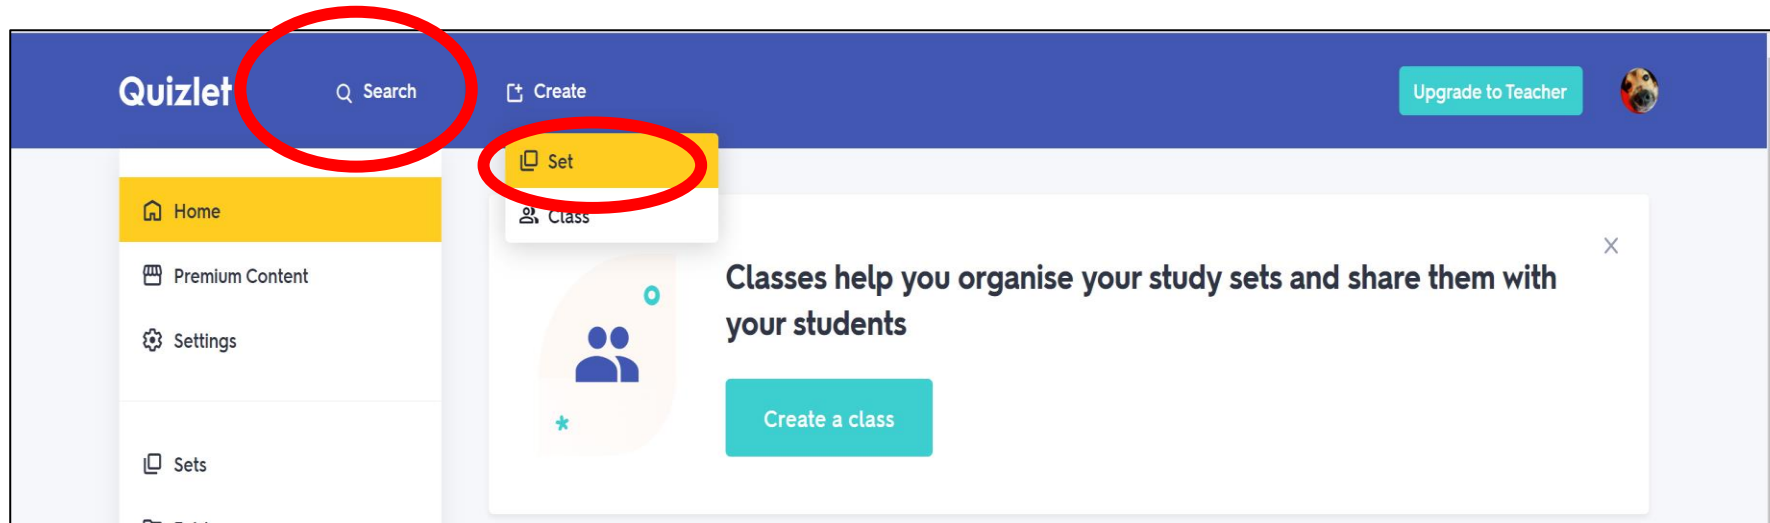 Quizlet
Search
Create
Upgrade to Teacher
Set
Class
Home
Premium Content
Settings
Sets
Classes help you organise your study sets and share them with
your students
Create a class